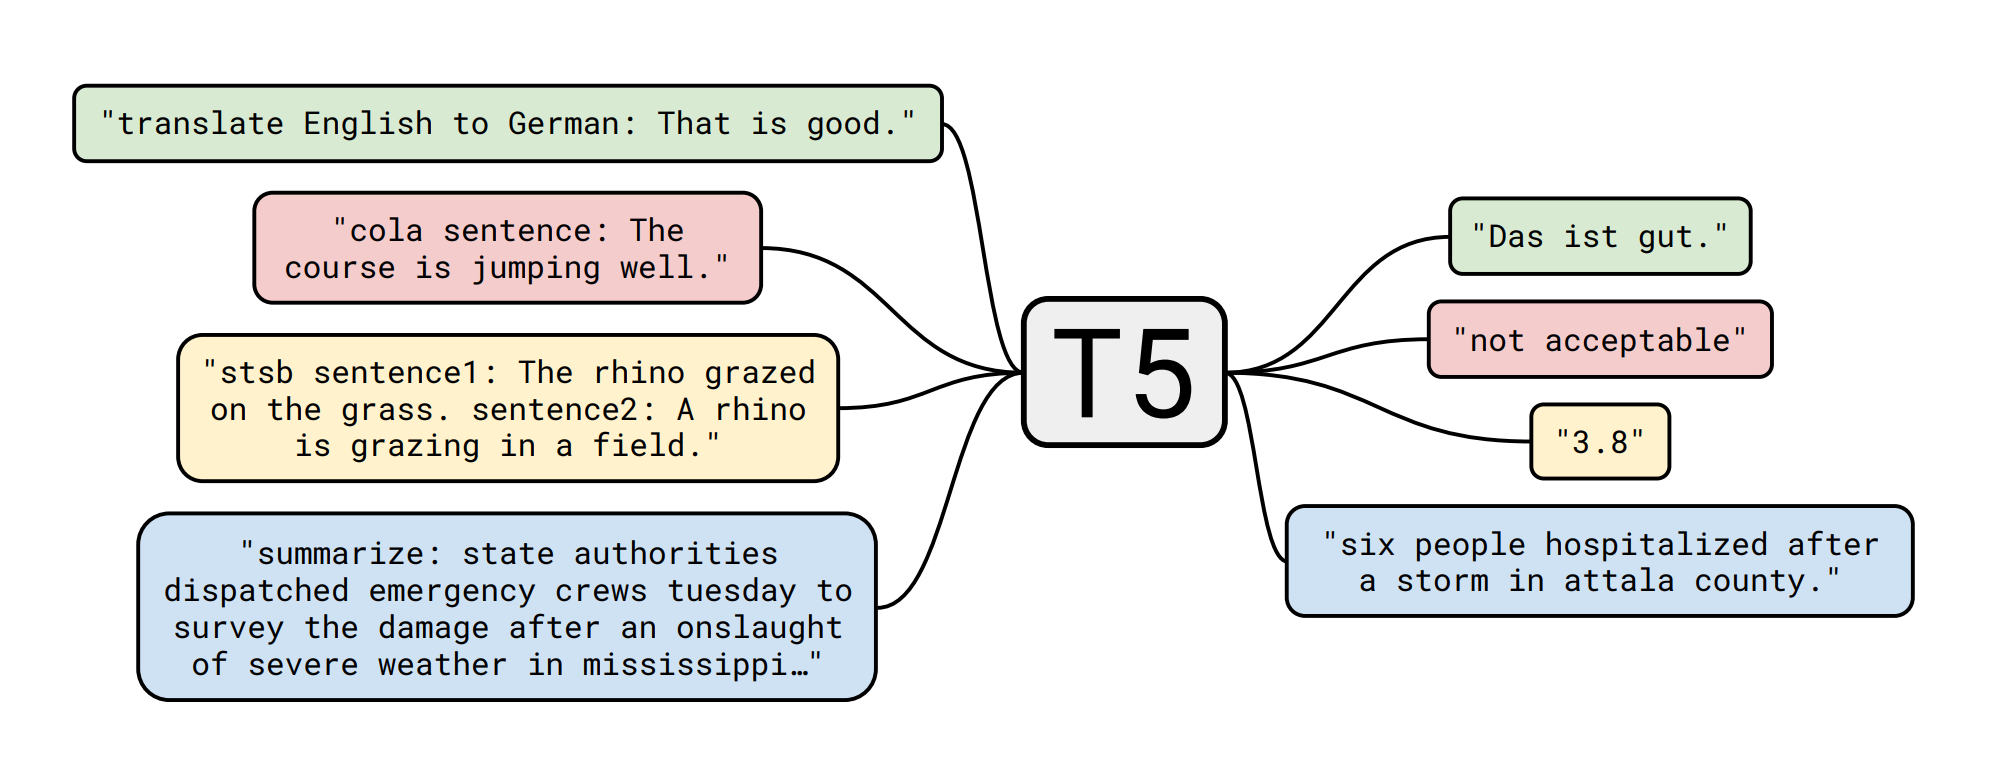 "translate English to German: That is good."
"cola sentence: The
course is jumping well."
"stsb sentence1: The rhino grazed
on the grass. sentence2: A rhino
is grazing in a field."
"summarize: state authorities
dispatched emergency crews tuesday to
survey the damage after an onslaught
of severe weather in mississippi…"
T5
"Das ist gut."
"not acceptable"
"3.8"
"six people hospitalized after
a storm in attala county."